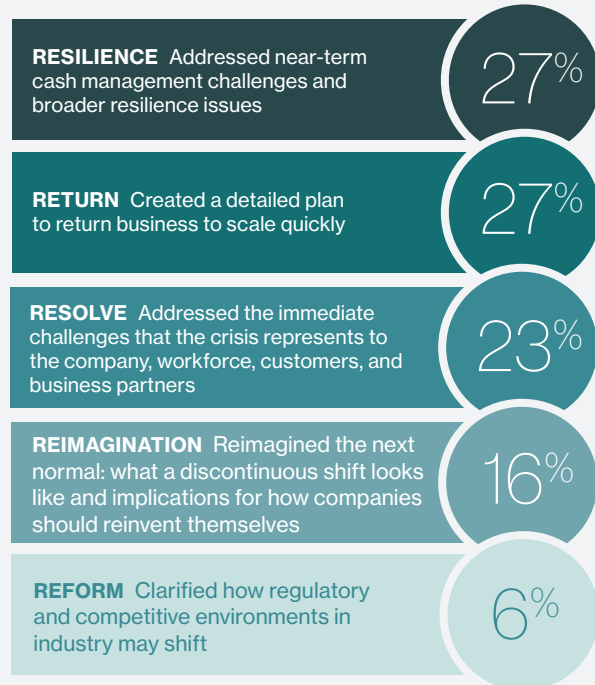 RESILIENCE Addressed near-term
cash management challenges and
broader resilience issues
27%
RETURN Created a detailed plan
to return business to scale quickly
27%
RESOLVE Addressed the immediate
challenges that the crisis represents to
the company, workforce, customers, and
business partners
23%
REIMAGINATION Reimagined the next
normal: what a discontinuous shift looks
like and implications for how companies
should reinvent themselves
16%
REFORM Clarified how regulatory
and competitive environments in
industry may shift
6%